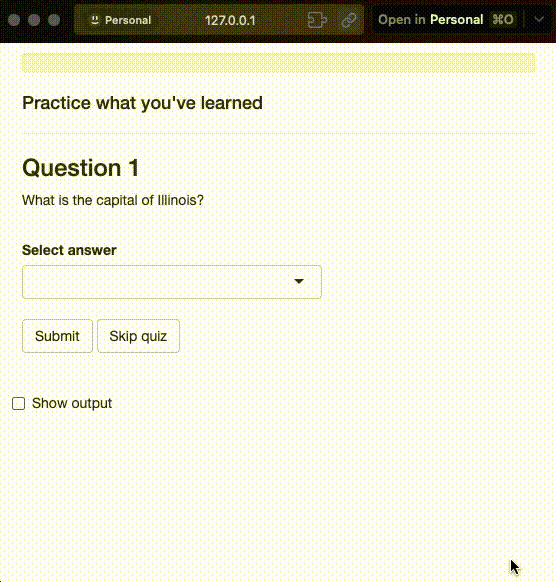 Personal 127.0.0.1 Open in Personal ⌘O
Practice what you've learned
Question 1
What is the capital of Illinois?
Select answer
Submit Skip quiz
Show output